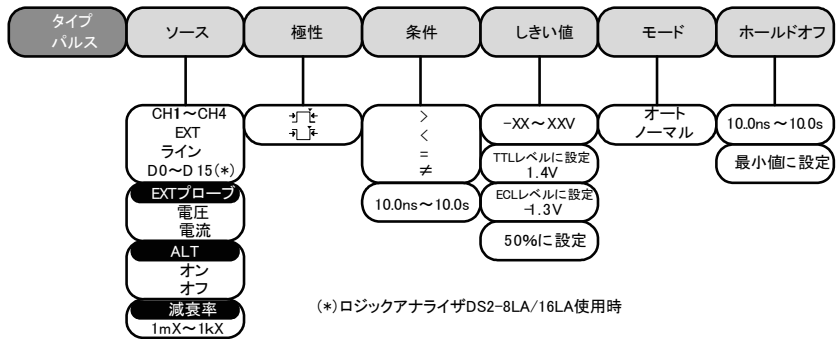 タイプ
パルス
ソース
極性
条件
しきい値
モード
ホールドオフ
CH1～CH4
EXT
ライン
D0～D15(*)
EXTプローブ
電圧
電流
ALT
オン
オフ
減衰率
1mX～1kX
>
<
=
≠
10.0ns～10.0s
-XX～XXV
TTLレベルに設定
1.4V
ECLレベルに設定
-1.3V
50%に設定
オート
ノーマル
10.0ns～10.0s
最小値に設定
(*)ロジックアナライザDS2-8LA/16LA使用時